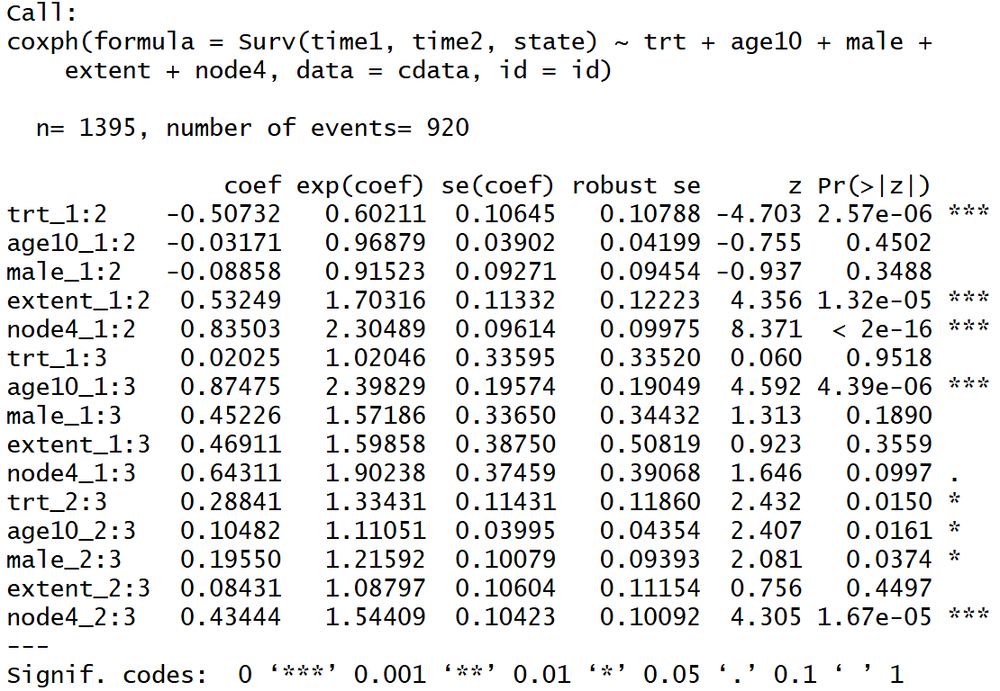 Call:
coxph(formula = Surv(time1, time2, state) ~ trt + age10 + male +
    extent + node4, data = cdata, id = id)

  n= 1395, number of events= 920

               coef exp(coef) se(coef) robust se      z Pr(>|z|)
trt_1:2    -0.50732   0.60211  0.10645   0.10788 -4.703 2.57e-06 ***
age10_1:2  -0.03171   0.96879  0.03902   0.04199 -0.755   0.4502
male_1:2   -0.08858   0.91523  0.09271   0.09454 -0.937   0.3488
extent_1:2  0.53249   1.70316  0.11332   0.12223  4.356 1.32e-05 ***
node4_1:2   0.83503   2.30489  0.09614   0.09975  8.371  < 2e-16 ***
trt_1:3     0.02025   1.02046  0.33595   0.33520  0.060   0.9518
age10_1:3   0.87475   2.39829  0.19574   0.19049  4.592 4.39e-06 ***
male_1:3    0.45226   1.57186  0.33650   0.34432  1.313   0.1890
extent_1:3  0.46911   1.59858  0.38750   0.50819  0.923   0.3559
node4_1:3   0.64311   1.90238  0.37459   0.39068  1.646   0.0997 .
trt_2:3     0.28841   1.33431  0.11431   0.11860  2.432   0.0150 *
age10_2:3   0.10482   1.11051  0.03995   0.04354  2.407   0.0161 *
male_2:3    0.19550   1.21592  0.10079   0.09393  2.081   0.0374 *
extent_2:3  0.08431   1.08797  0.10604   0.11154  0.756   0.4497
node4_2:3   0.43444   1.54409  0.10423   0.10092  4.305 1.67e-05 ***
---
Signif. codes:  0 ‘***’ 0.001 ‘**’ 0.01 ‘*’ 0.05 ‘.’ 0.1 ‘ ’ 1